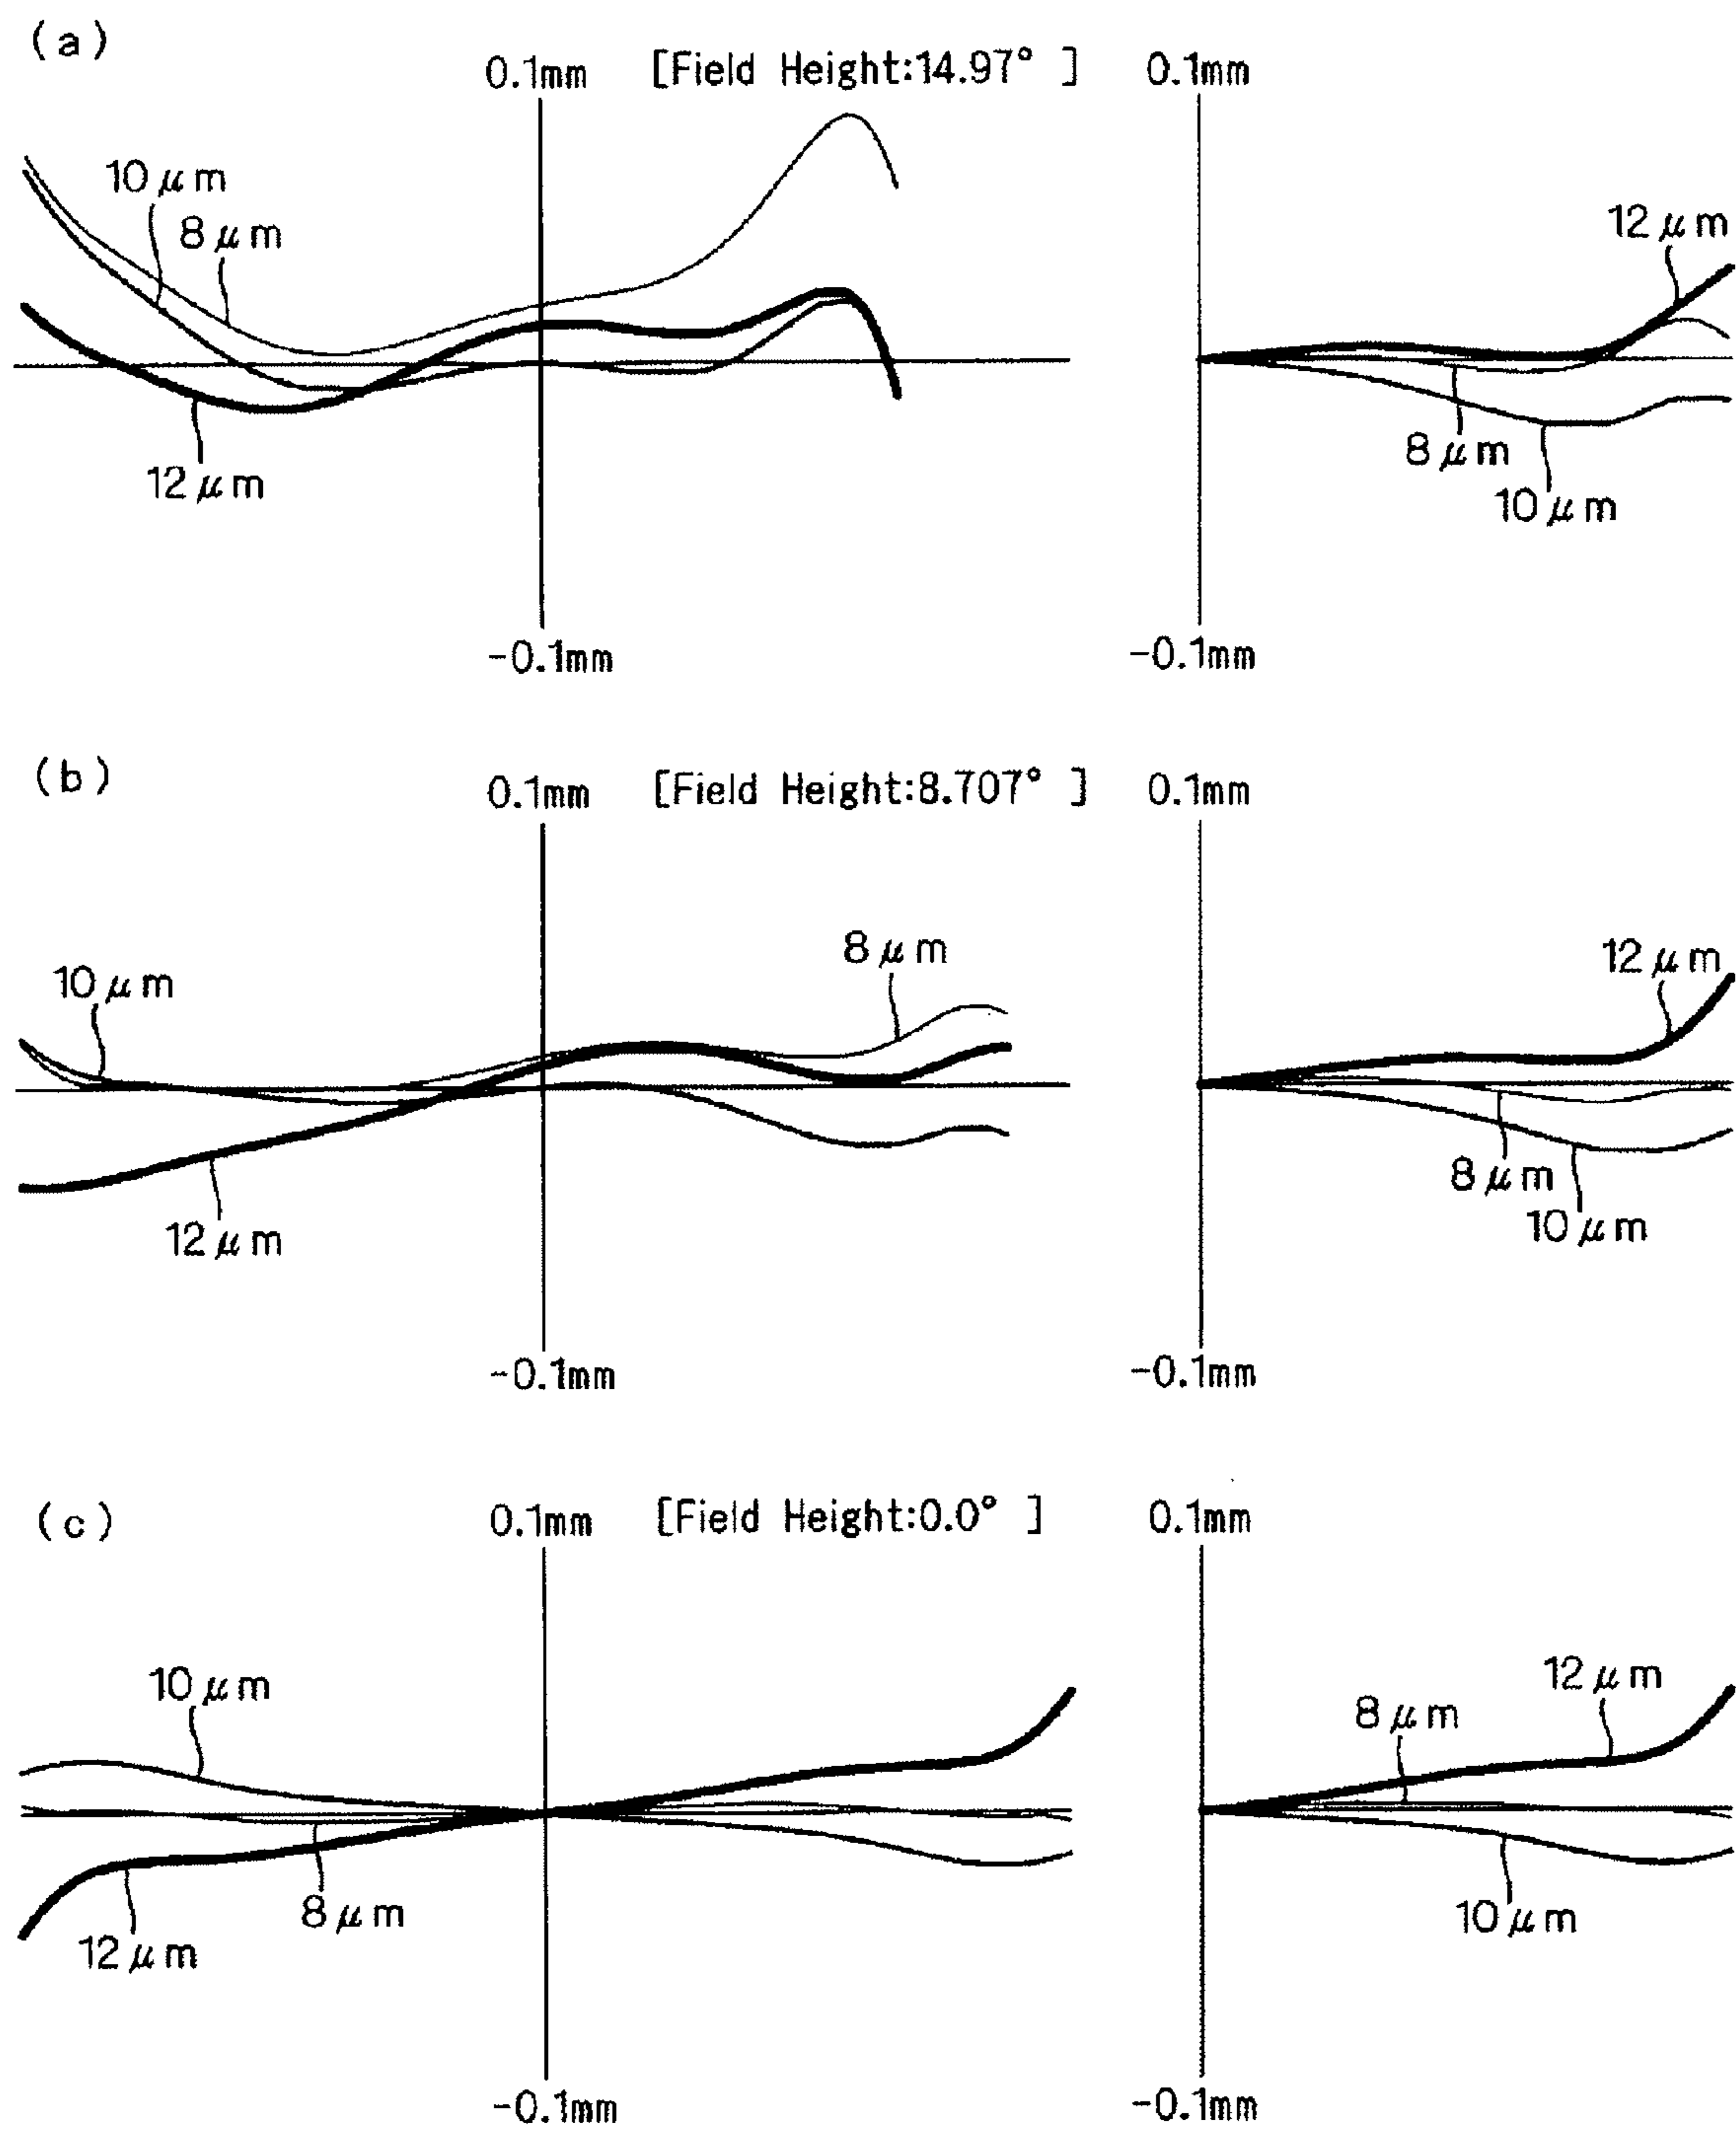 (a)
0.1mm [Field Height:14.97° ] 0.1mm
10μm
8μm
12μm
12μm
8μm
10μm
-0.1mm -0.1mm
(b)
0.1mm [Field Height:8.707° ] 0.1mm
8μm
12μm
10μm
8μm
12μm
10μm
-0.1mm -0.1mm
(c)
0.1mm [Field Height:0.0° ] 0.1mm
10μm
12μm
8μm
8μm
12μm
10μm
-0.1mm -0.1mm